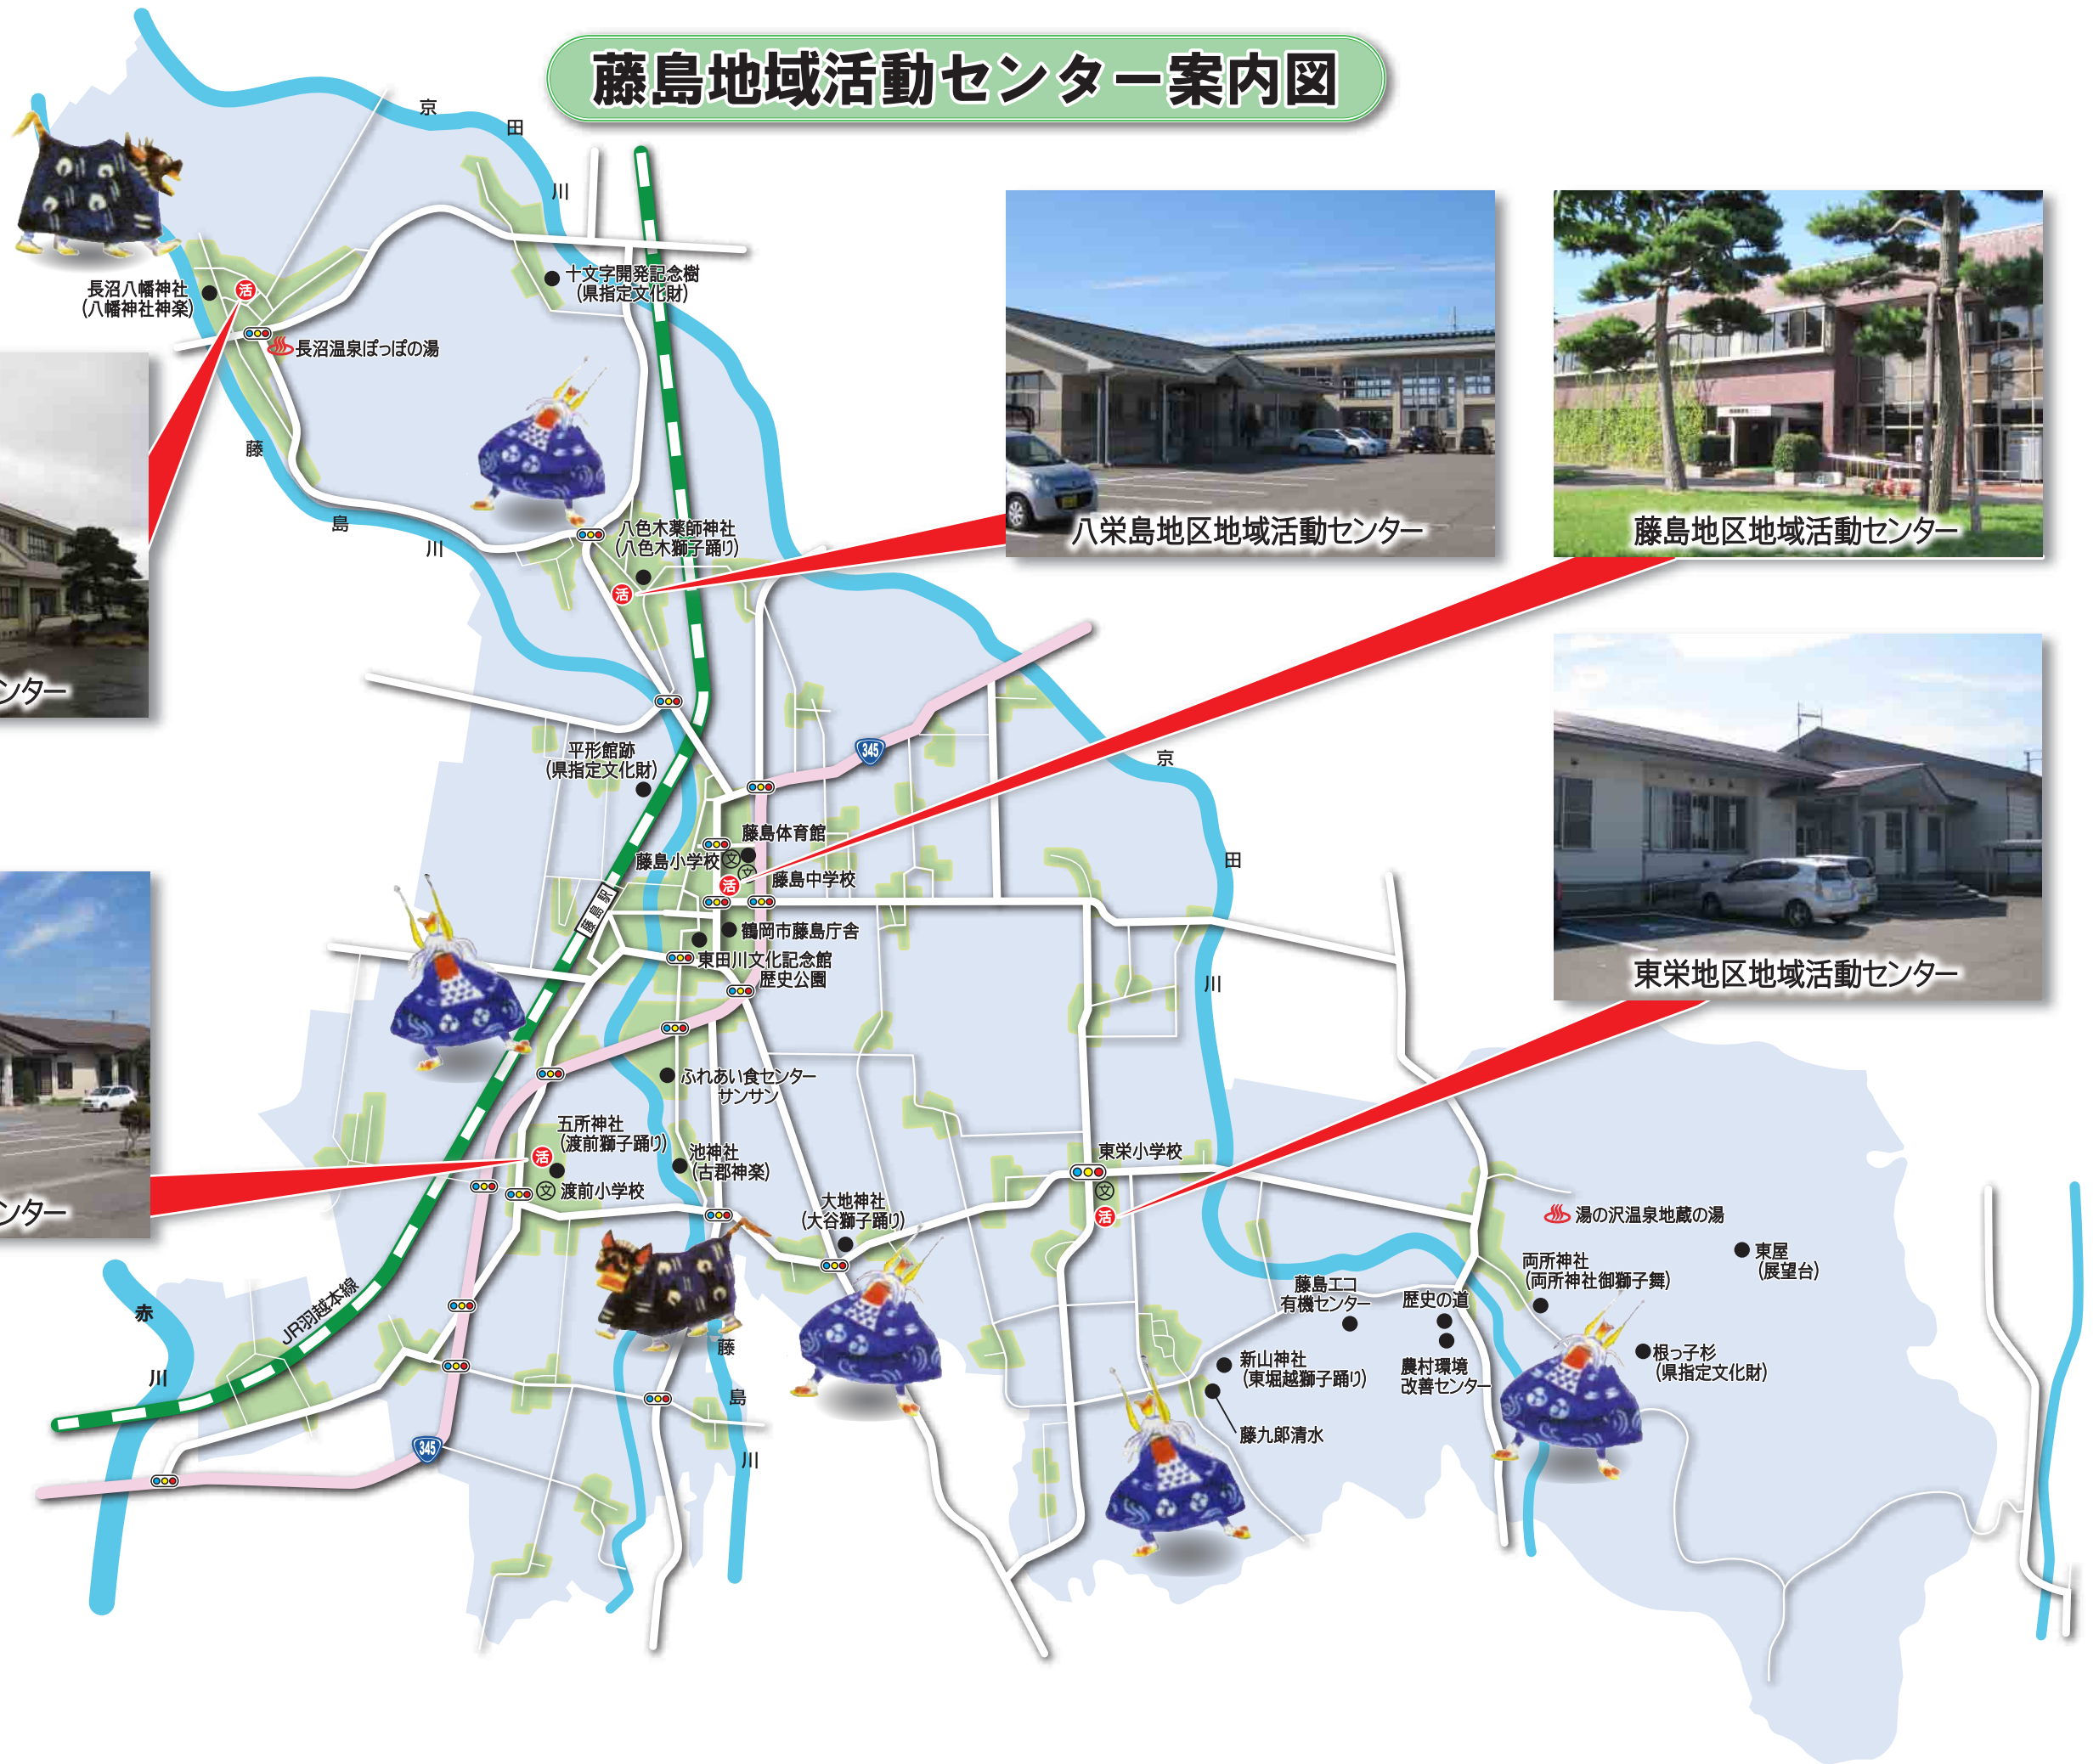 藤島地域活動センター案内図
京
田
川
長沼八幡神社
(八幡神社神楽)
活
十文字開発記念樹
(県指定文化財)
長沼温泉ぽっぽの湯
藤
島
川
八色木薬師神社
(八色木獅子踊り)
活
八栄島地区地域活動センター
藤島地区地域活動センター
ンター
345
平形館跡
(県指定文化財)
京
田
川
藤島体育館
藤島小学校
文
文
藤島中学校
活
藤島駅
鶴岡市藤島庁舎
東田川文化記念館
歴史公園
東栄地区地域活動センター
ふれあい食センター
サンサン
五所神社
(渡前獅子踊り)
活
文
渡前小学校
池神社
(古郡神楽)
ンター
大地神社
(大谷獅子踊り)
東栄小学校
文
活
湯の沢温泉地蔵の湯
東屋
(展望台)
両所神社
(両所神社御獅子舞)
藤島エコ
有機センター
歴史の道
農村環境
改善センター
根っ子杉
(県指定文化財)
新山神社
(東堀越獅子踊り)
藤九郎清水
赤
川
JR羽越本線
345
藤
島
川